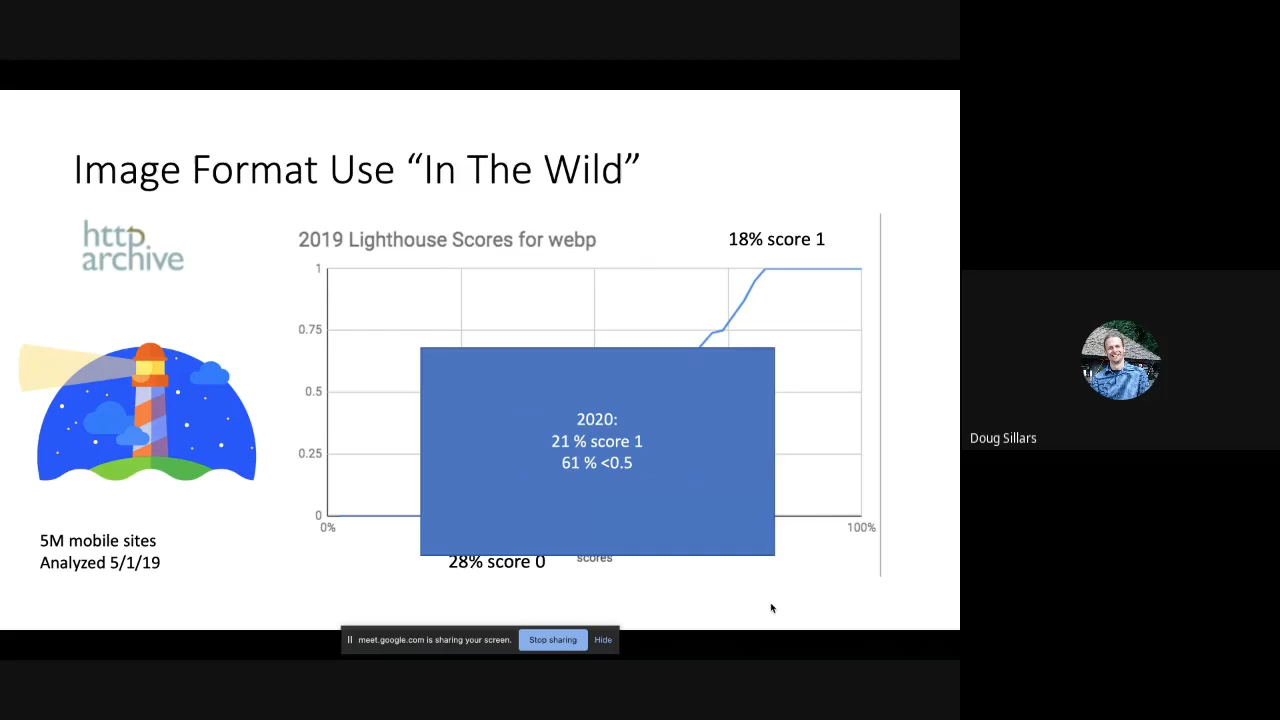 Image Format Use “In The Wild”
http
archive
2019 Lighthouse Scores for webp
18% score 1
1
0.75
0.5
0.25
0
0%
100%
2020:
21 % score 1
61 % <0.5
28% score 0
scores
5M mobile sites
Analyzed 5/1/19
Doug Sillars
meet.google.com is sharing your screen.
Stop sharing
Hide